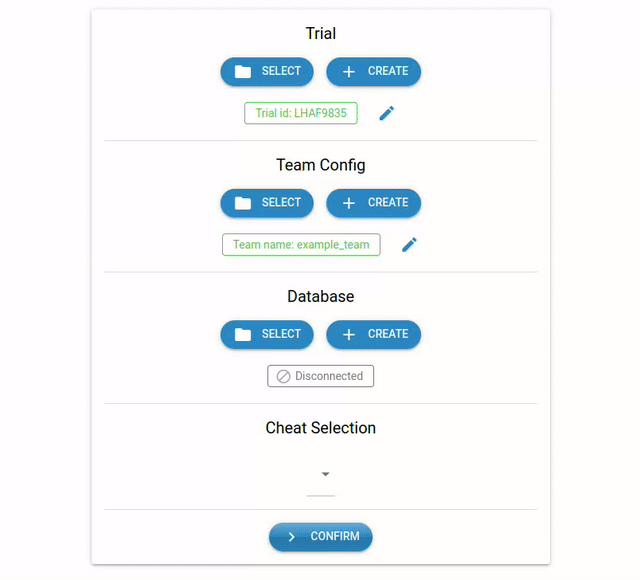 Trial
SELECT CREATE
Trial id: LHAF9835
Team Config
SELECT CREATE
Team name: example_team
Database
SELECT CREATE
Disconnected
Cheat Selection
CONFIRM